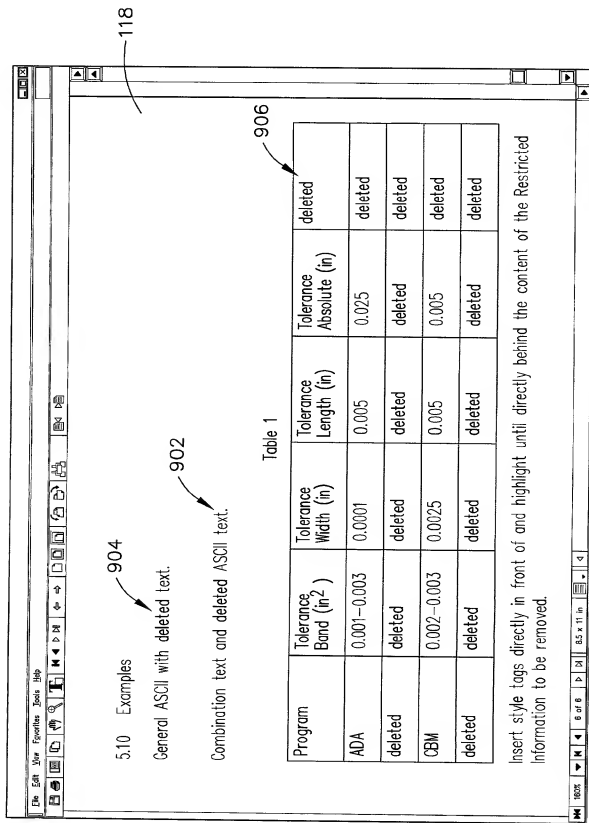 File Edit View Favorites Tools Help
118
5.10 Examples
904
General ASCII with deleted text.
902
Combination text and deleted ASCII text.
Table 1
906
Program Tolerance Band (in2) Tolerance Width (in) Tolerance Length (in) Tolerance Absolute (in) deleted
ADA 0.001-0.003 0.0001 0.005 0.025 deleted
deleted deleted deleted deleted deleted deleted
CBM 0.002-0.003 0.0025 0.005 0.005 deleted
deleted deleted deleted deleted deleted deleted
Insert style tags directly in front of and highlight until directly behind the content of the Restricted
Information to be removed.
160% 6 of 6 8.5 x 11 in